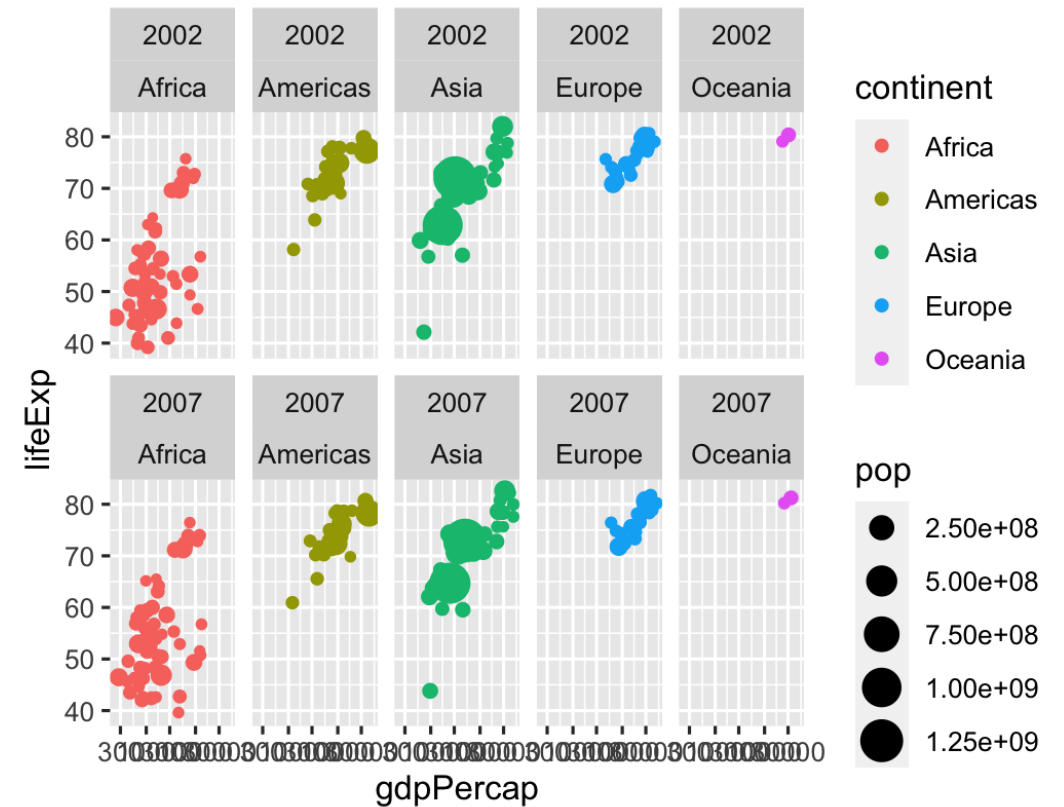 2002 2002 2002 2002 2002
Africa Americas Asia Europe Oceania
80
70
60
50
40
2007 2007 2007 2007 2007
Africa Americas Asia Europe Oceania
80
70
60
50
40
lifeExp
gdpPercap
continent
Africa
Americas
Asia
Europe
Oceania
pop
2.50e+08
5.00e+08
7.50e+08
1.00e+09
1.25e+09